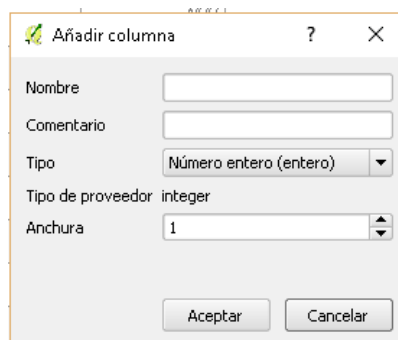 Añadir columna ?
Nombre
Comentario
Tipo Número entero (entero)
Tipo de proveedor integer
Anchura 1
Aceptar Cancelar